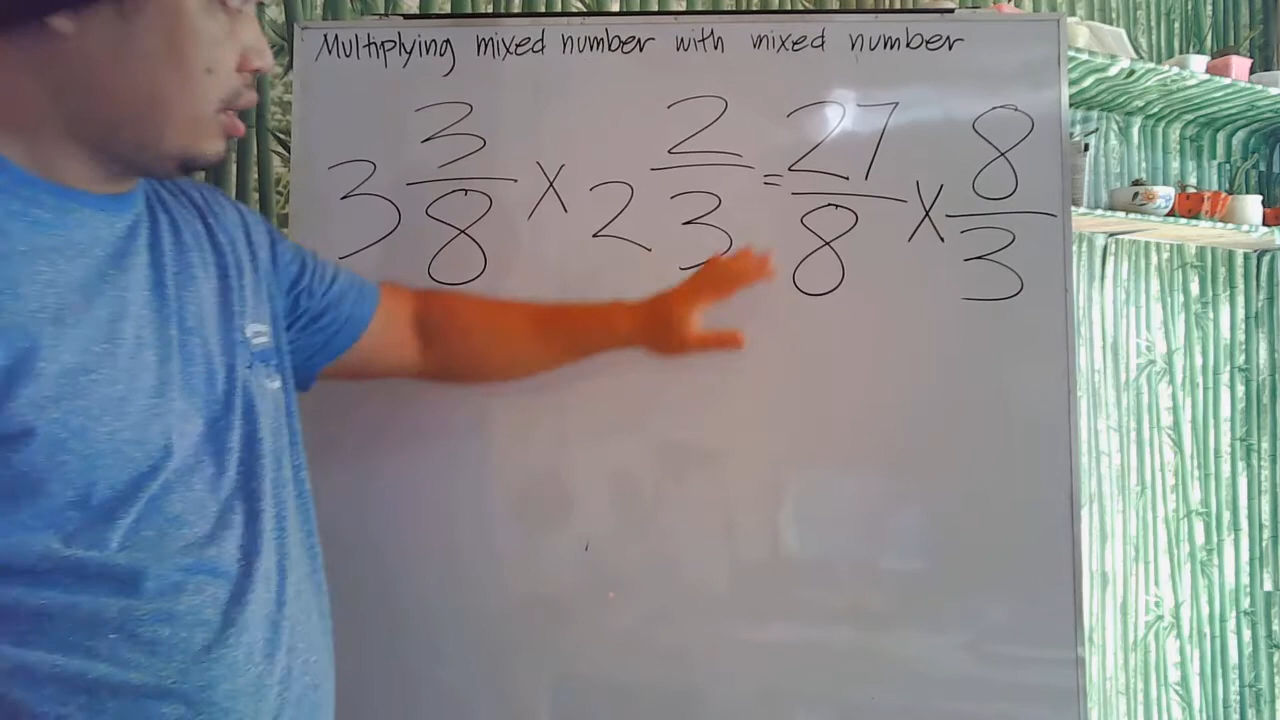 Multiplying mixed number with mixed number
3 3/8 X 2 2/3 = 27/8 X 8/3